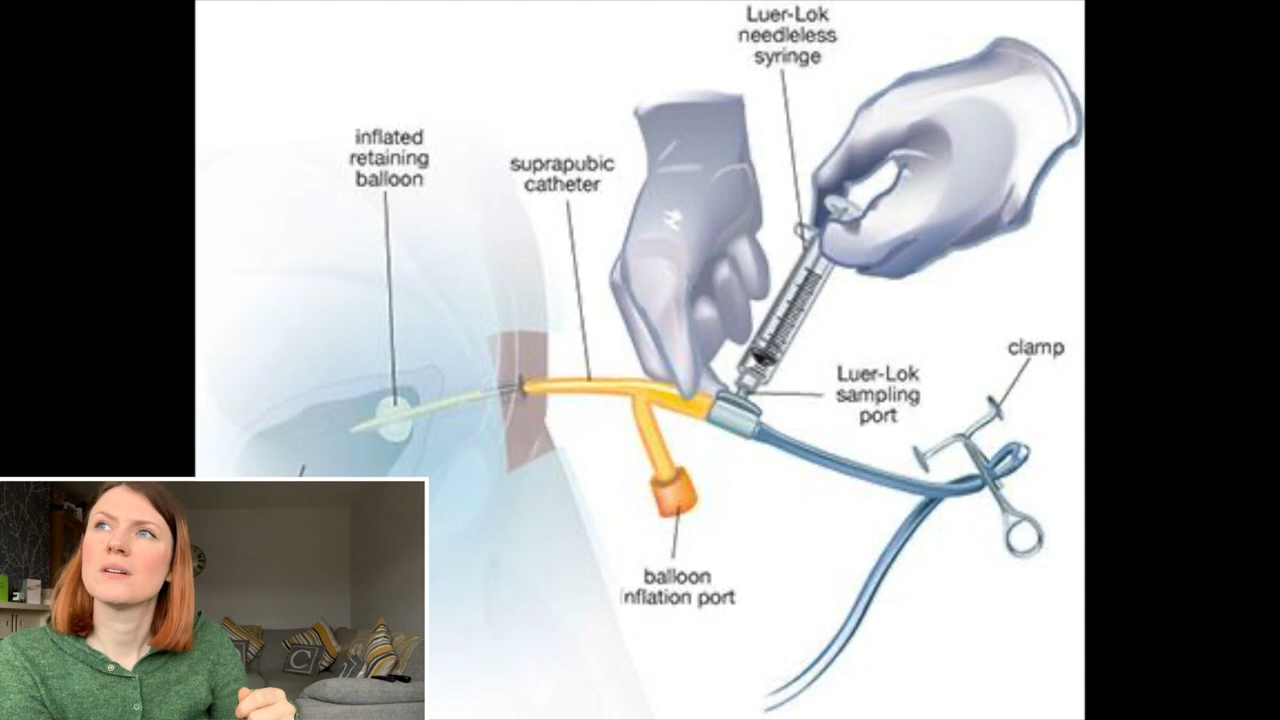 Luer-Lok
needleless
syringe
inflated
retaining
balloon
suprapubic
catheter
clamp
Luer-Lok
sampling
port
balloon
inflation port
C